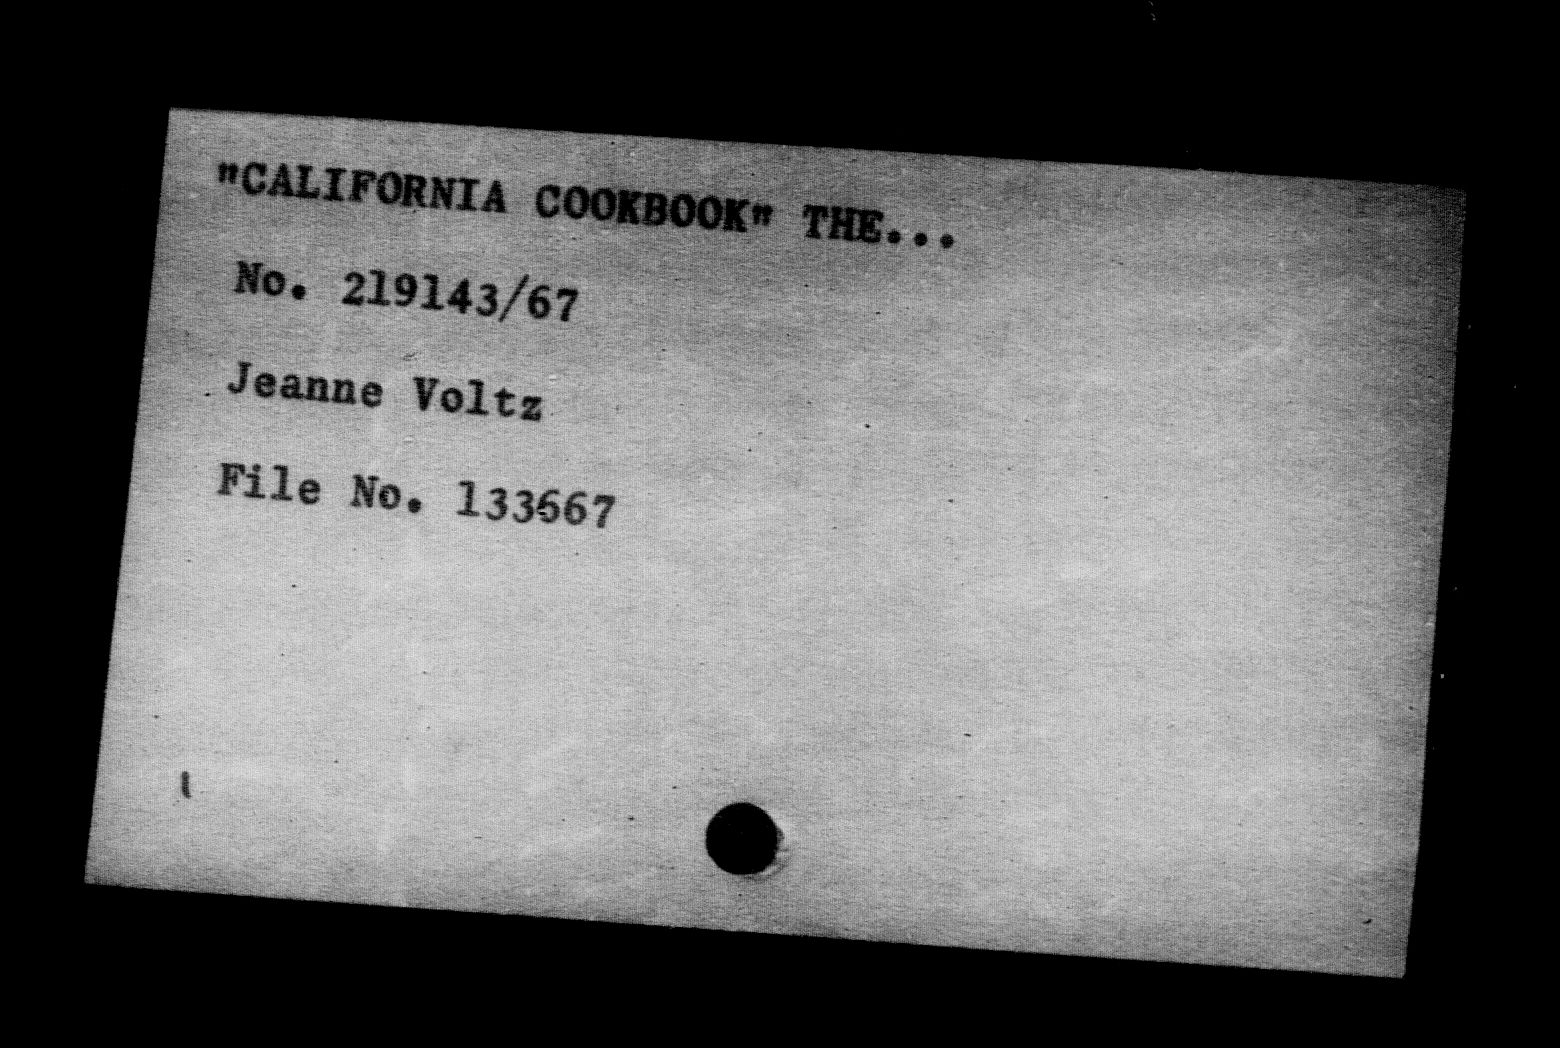 "CALIFORNIA COOKBOOK" THE...
No. 219143/67
Jeanne Voltz
File No. 133667